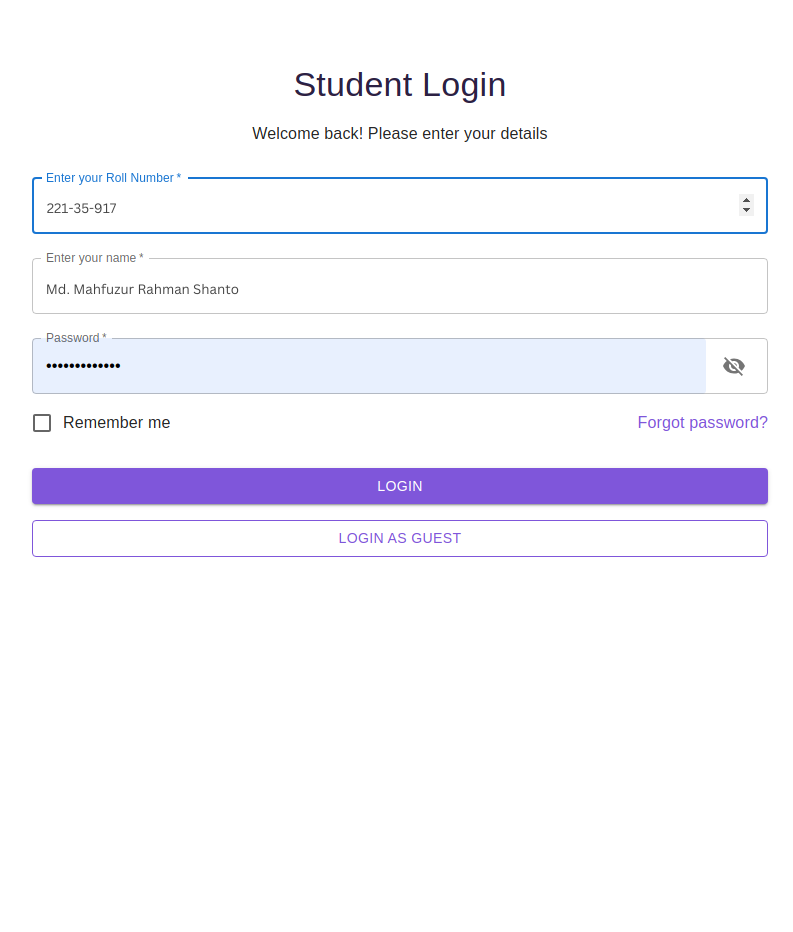 Student Login
Welcome back! Please enter your details
Enter your Roll Number *
221-35-917
Enter your name *
Md. Mahfuzur Rahman Shanto
Password *
•••••••••••••
Remember me
Forgot password?
LOGIN
LOGIN AS GUEST